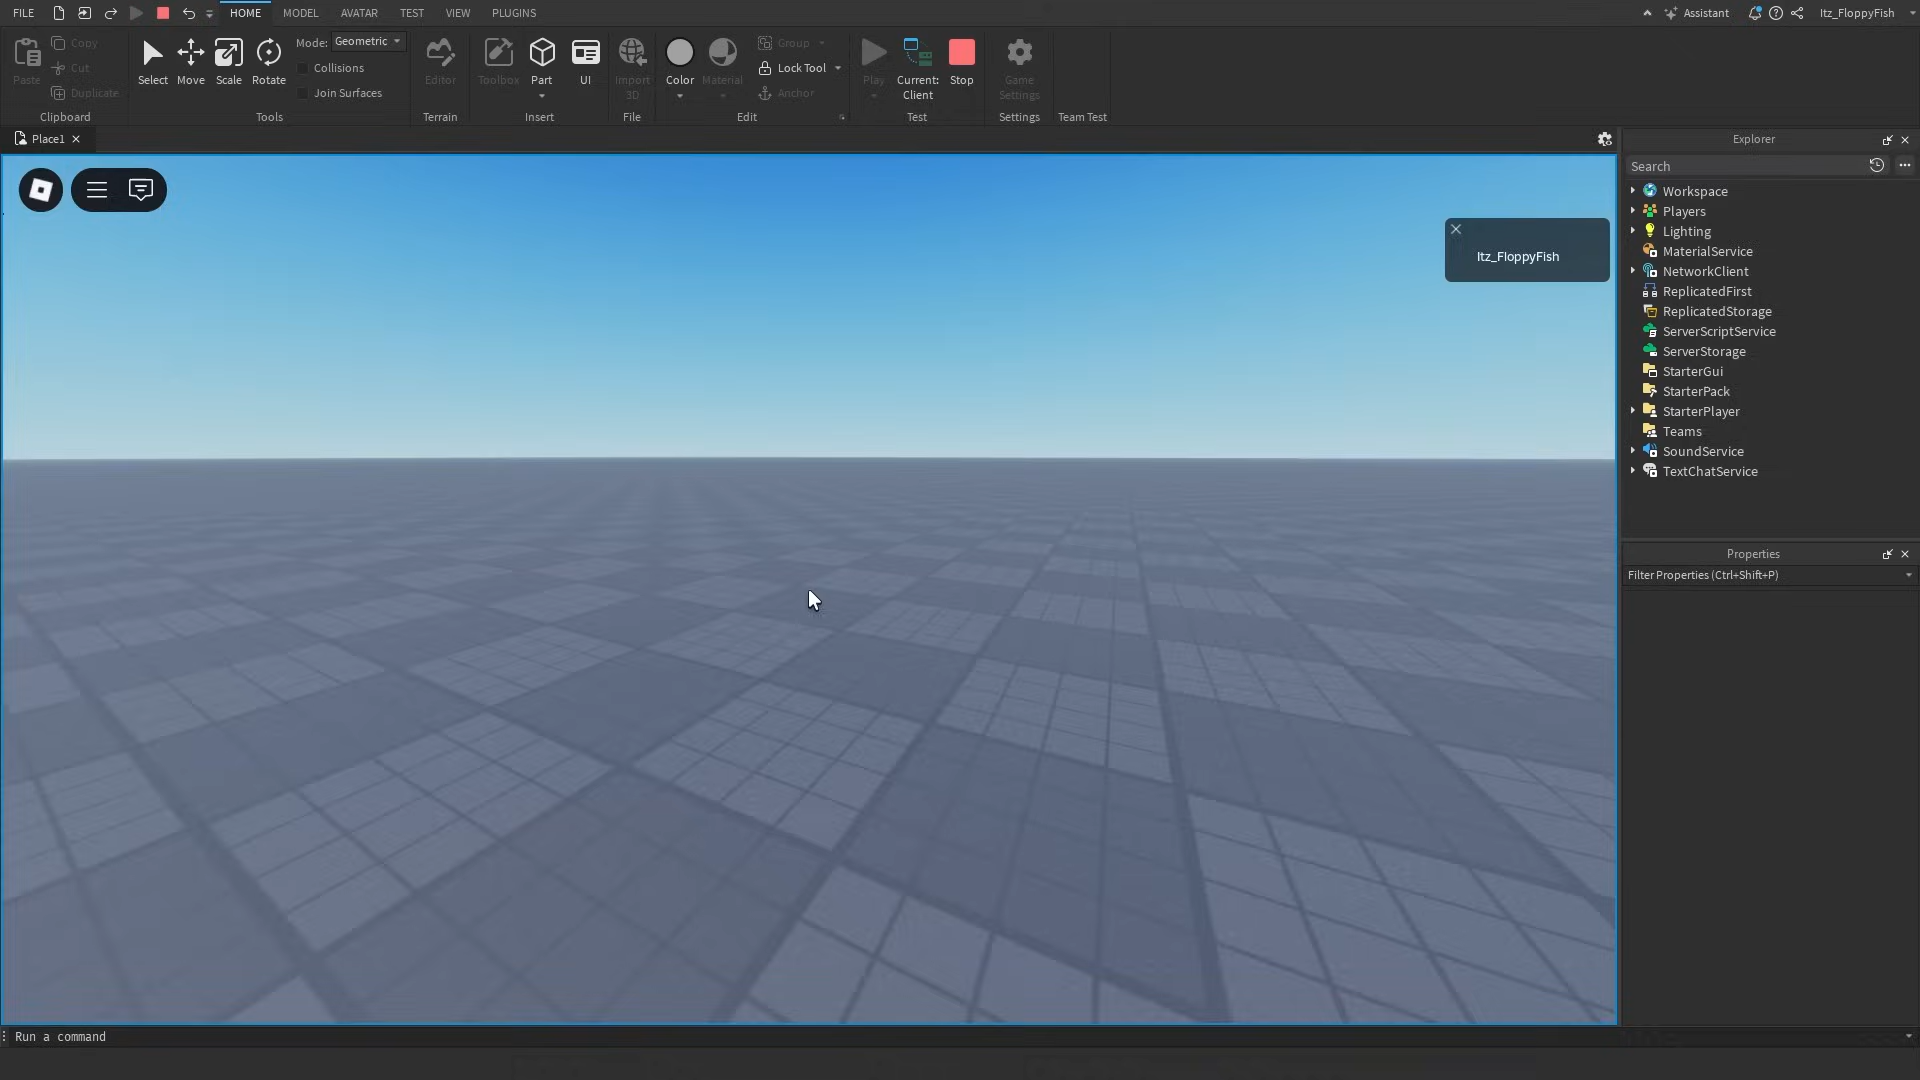 FILE HOME MODEL AVATAR TEST VIEW PLUGINS Assistant Itz_FloppyFish
Paste Copy Cut Duplicate Clipboard
Select Move Scale Rotate Mode: Geometric Collisions Join Surfaces Tools
Editor Terrain
Toolbox Part UI Insert
Import 3D File
Color Material Group Lock Tool Anchor Edit
Play Current: Client Stop Test
Game Settings Settings
Team Test
Place1
Itz_FloppyFish
Explorer
Search
Workspace
Players
Lighting
MaterialService
NetworkClient
ReplicatedFirst
ReplicatedStorage
ServerScriptService
ServerStorage
StarterGui
StarterPack
StarterPlayer
Teams
SoundService
TextChatService
Properties
Filter Properties (Ctrl+Shift+P)
Run a command